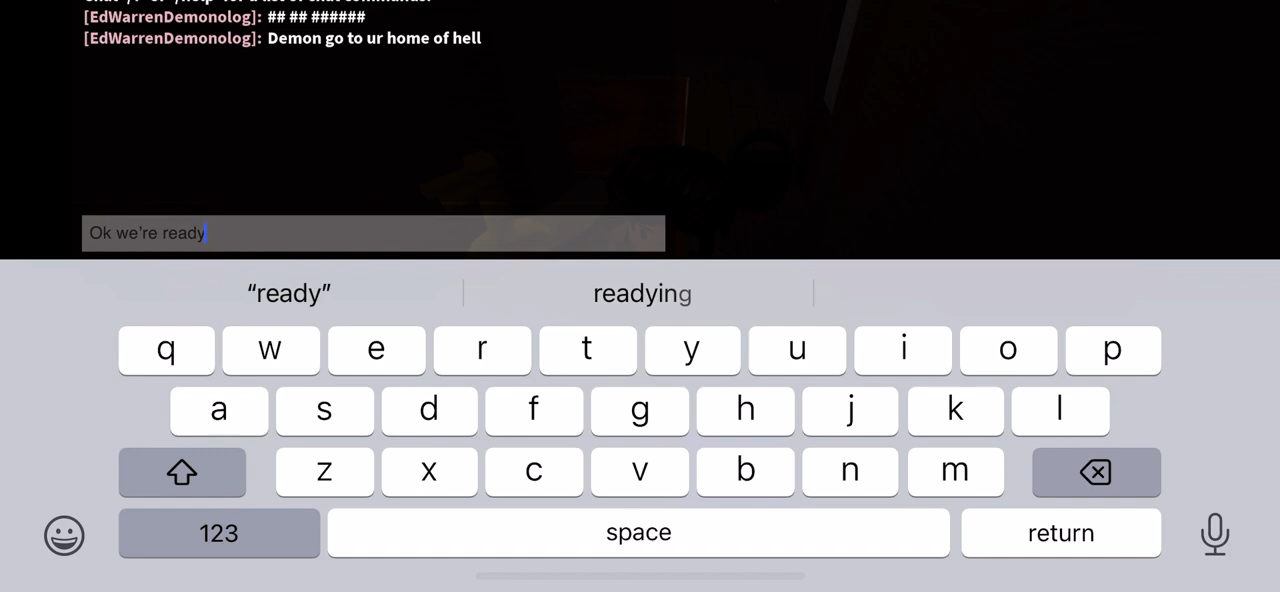 [EdWarrenDemonolog]: ## ## ######
[EdWarrenDemonolog]: Demon go to ur home of hell
Ok we're ready
“ready” readying
q w e r t y u i o p
a s d f g h j k l
z x c v b n m
123 space return